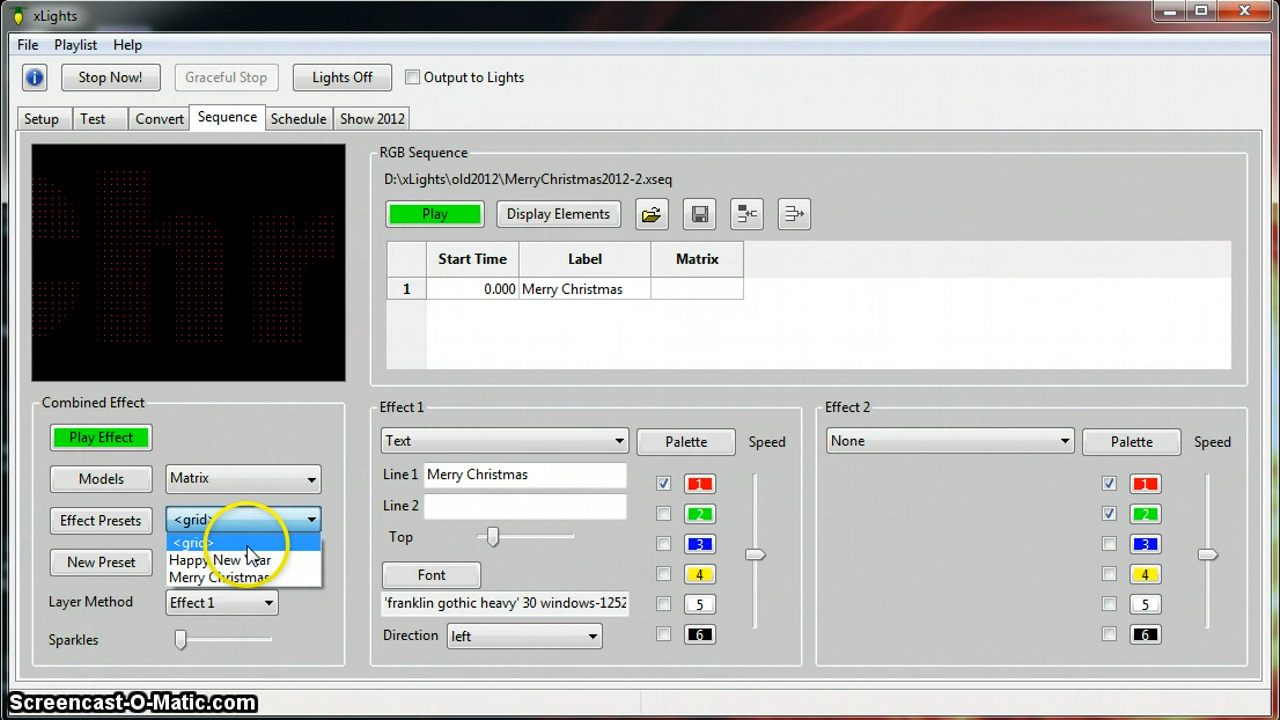 xLights
File Playlist Help
Stop Now! Graceful Stop Lights Off Output to Lights
Setup Test Convert Sequence Schedule Show 2012
chr
RGB Sequence
D:\xLights\old2012\MerryChristmas2012-2.xseq
Play Display Elements
Start Time Label Matrix
1 0.000 Merry Christmas
Combined Effect
Play Effect
Models Matrix
Effect Presets <grid>
<grid>
Happy New Year
New Preset
Merry Christmas
Layer Method Effect 1
Sparkles
Effect 1
Text Palette Speed
Line 1 Merry Christmas 1
Line 2 2
Top 3
Font 4
'franklin gothic heavy' 30 windows-1252 5
Direction left 6
Effect 2
None Palette Speed
1
2
3
4
5
6
Screencast-O-Matic.com